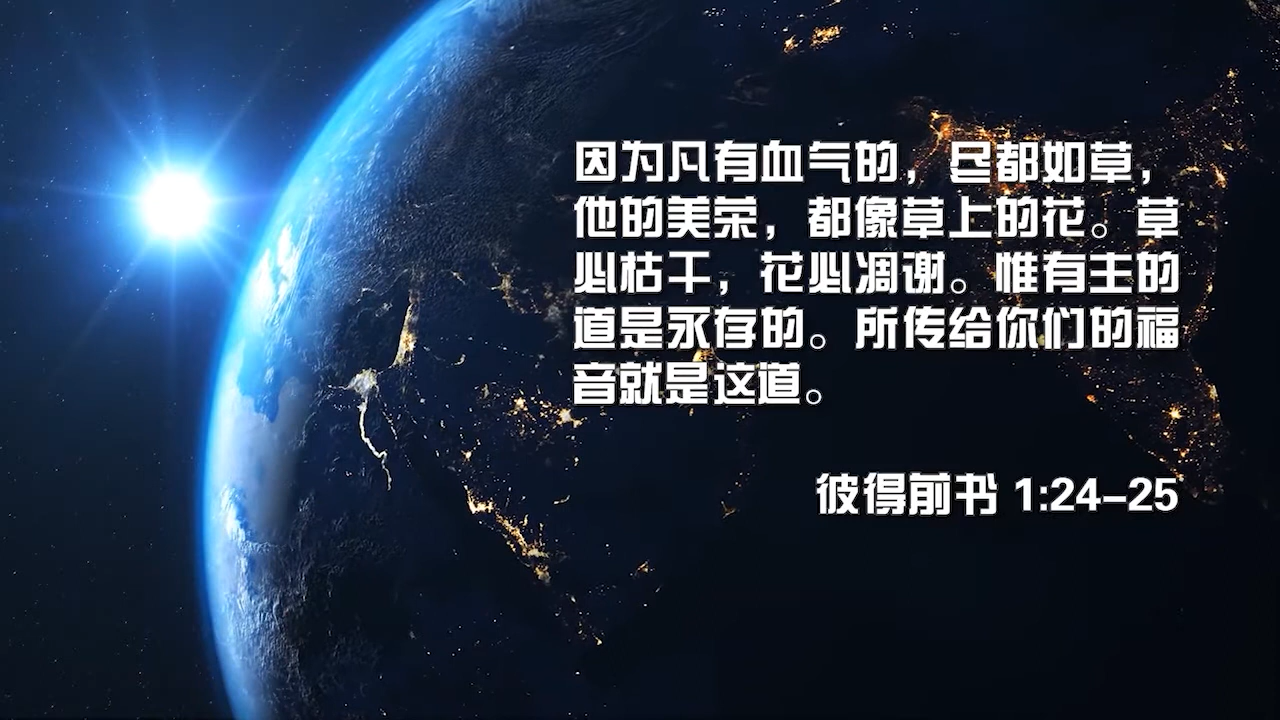 因为凡有血气的，尽都如草，
他的美荣，都像草上的花。草
必枯干，花必凋谢。惟有主的
道是永存的。所传给你们的福
音就是这道。
彼得前书 1:24-25